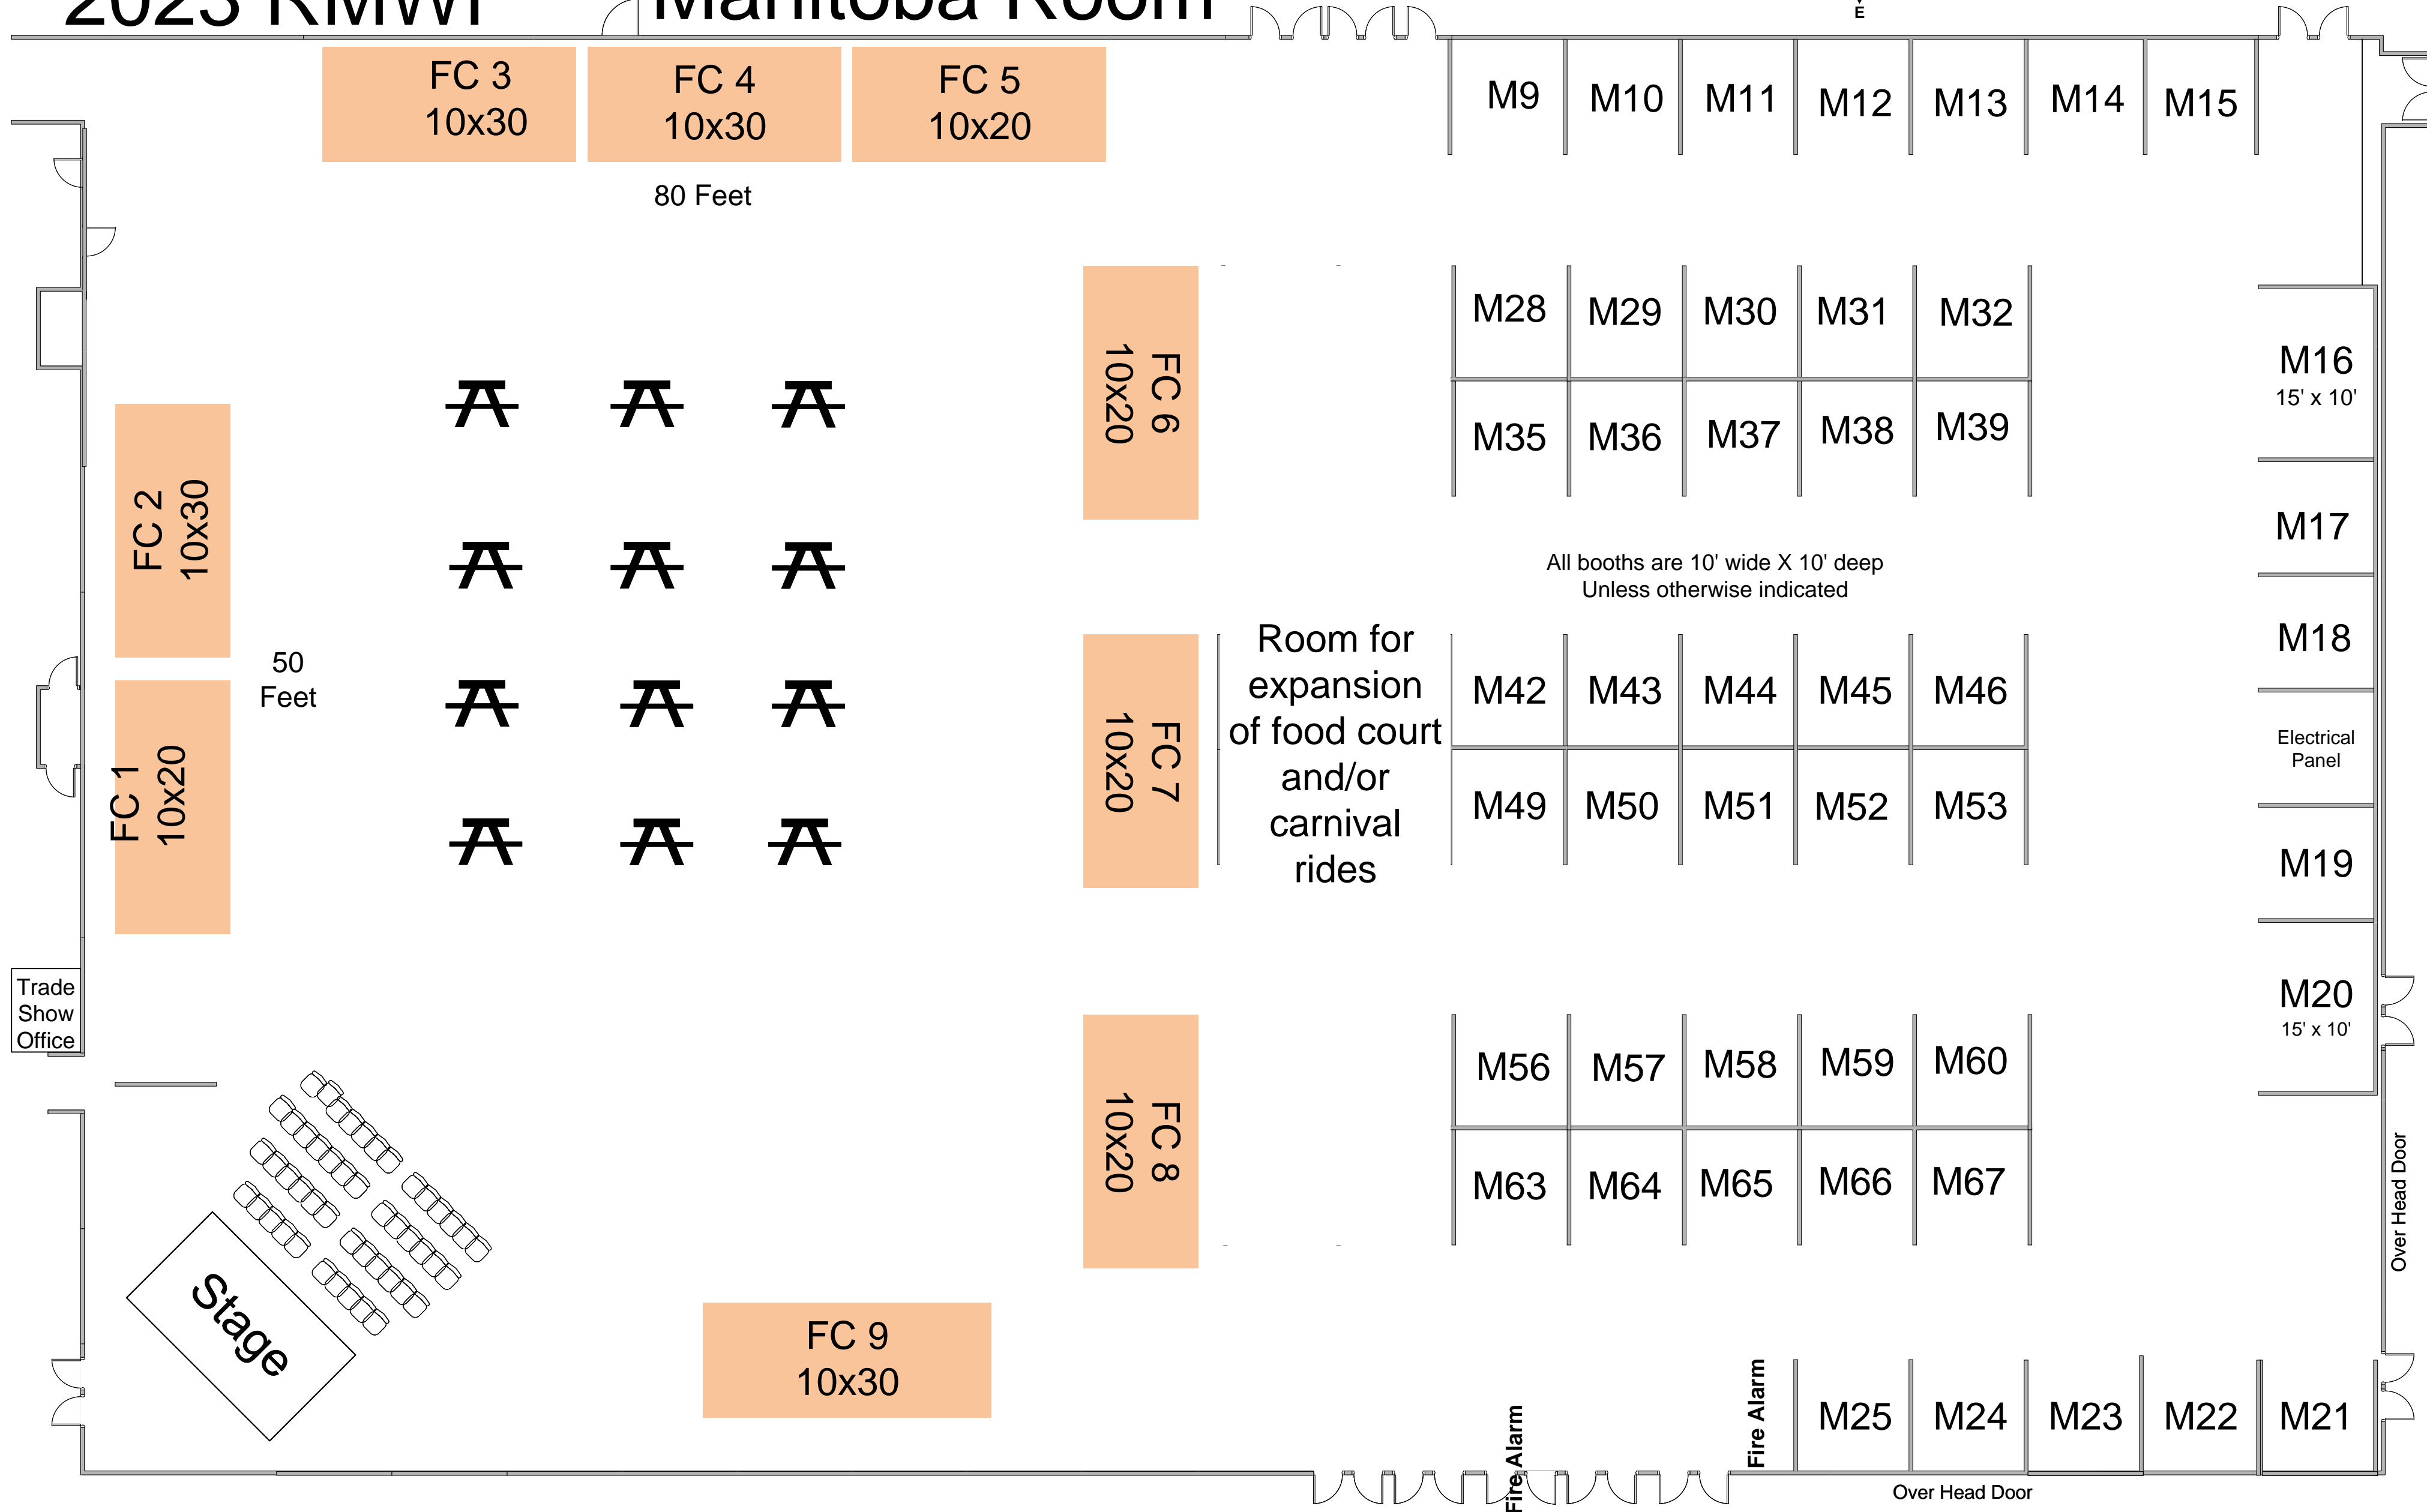 2023 RMWF
Manitoba Room
E
FC 3
10x30
FC 4
10x30
FC 5
10x20
M9
M10
M11
M12
M13
M14
M15
80 Feet
FC 6
10x20
M28
M29
M30
M31
M32
M35
M36
M37
M38
M39
M16
15' x 10'
M17
M18
Electrical
Panel
M19
M20
15' x 10'
FC 2
10x30
FC 1
10x20
50
Feet
All booths are 10' wide X 10' deep
Unless otherwise indicated
FC 7
10x20
Room for
expansion
of food court
and/or
carnival
rides
M42
M43
M44
M45
M46
M49
M50
M51
M52
M53
Trade
Show
Office
FC 8
10x20
M56
M57
M58
M59
M60
M63
M64
M65
M66
M67
Over Head Door
Stage
FC 9
10x30
Fire Alarm
Fire Alarm
M25
M24
M23
M22
M21
Over Head Door